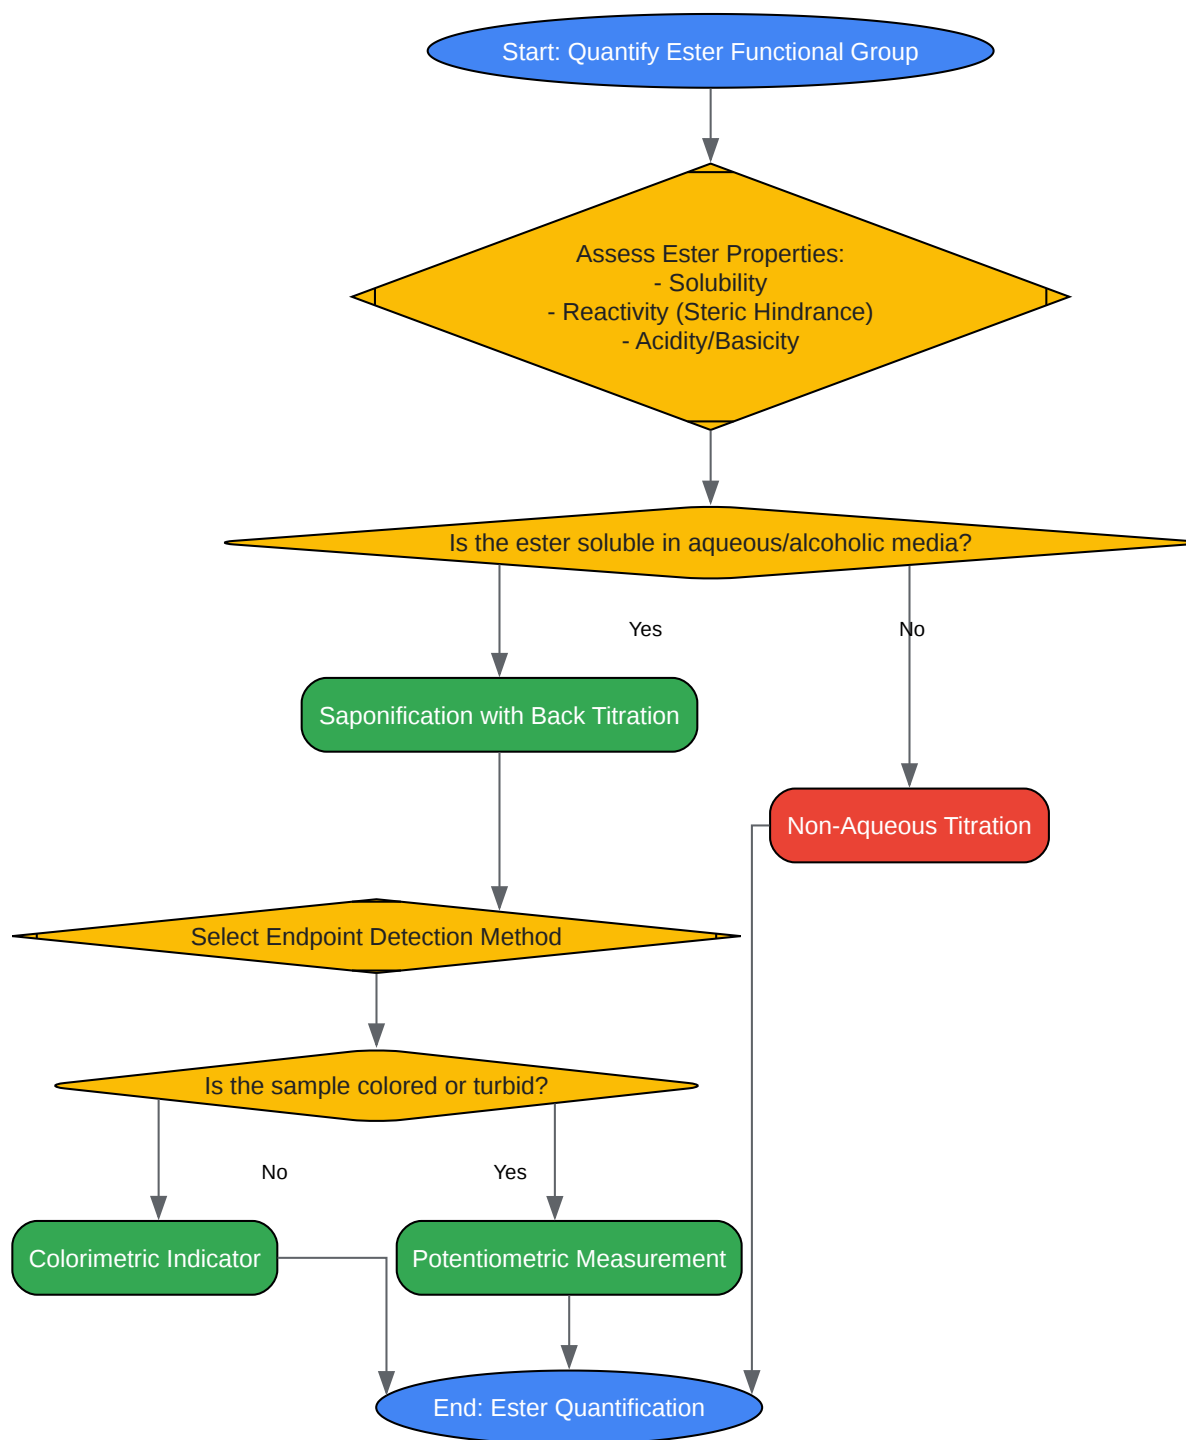 Start: Quantify Ester Functional Group
Assess Ester Properties:
- Solubility
- Reactivity (Steric Hindrance)
- Acidity/Basicity
Is the ester soluble in aqueous/alcoholic media?
Yes
No
Saponification with Back Titration
Non-Aqueous Titration
Select Endpoint Detection Method
Is the sample colored or turbid?
No
Yes
Colorimetric Indicator
Potentiometric Measurement
End: Ester Quantification